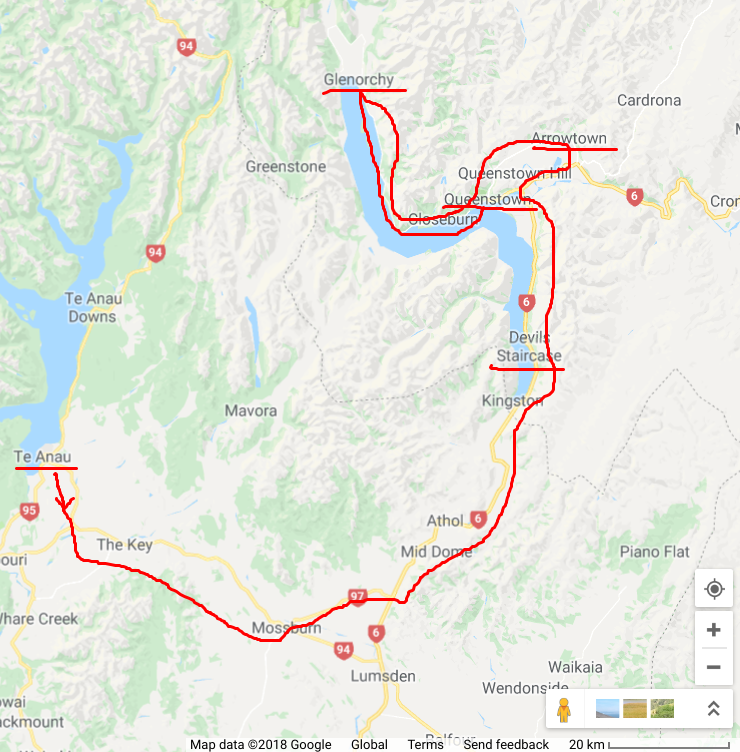 94
Glenorchy
Cardrona
Arrowtown
Greenstone
Queenstown Hill
6
Queenstown
Cron
Closeburn
94
Te Anau
Downs
6
Devils
Staircase
Kingston
Mavora
Te Anau
95
Athol
6
The Key
Mid Dome
Piano Flat
ouri
97
Whare Creek
Mossburn
6
94
Waikaia
Lumsden
Wendonside
wai
ackmount
Balfour
Map data ©2018 Google Global Terms Send feedback 20 km